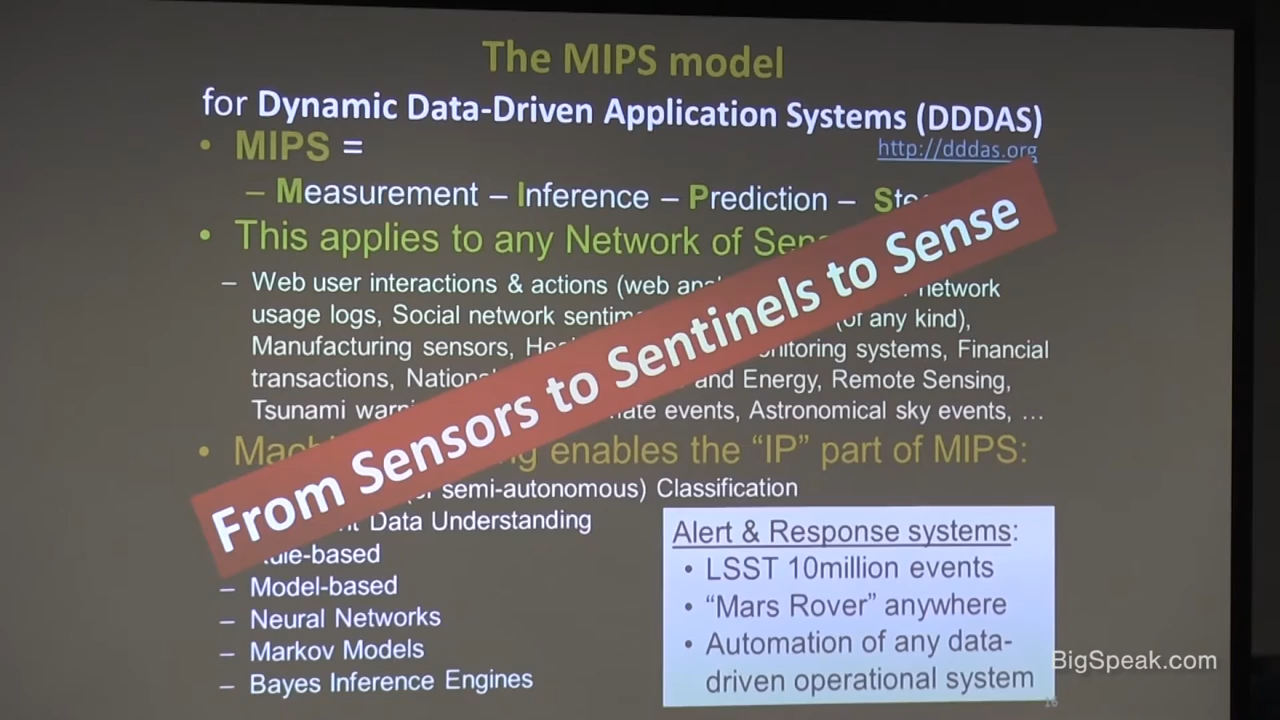 The MIPS model
for Dynamic Data-Driven Application Systems (DDDAS)
• MIPS =
http://dddas.org
– Measurement – Inference – Prediction –
• This applies to any Network of
– Web user interactions & actions (web network
usage logs, Social network (of any kind),
Manufacturing sensors, systems, Financial
transactions, and Energy, Remote Sensing,
Tsunami events, Astronomical sky events, …
• enables the “IP” part of MIPS:
semi-autonomous) Classification
Data Understanding
– Model-based
– Neural Networks
– Markov Models
– Bayes Inference Engines
From Sensors to Sentinels to Sense
Alert & Response systems:
• LSST 10million events
• “Mars Rover” anywhere
• Automation of any data-
driven operational system
BigSpeak.com
16